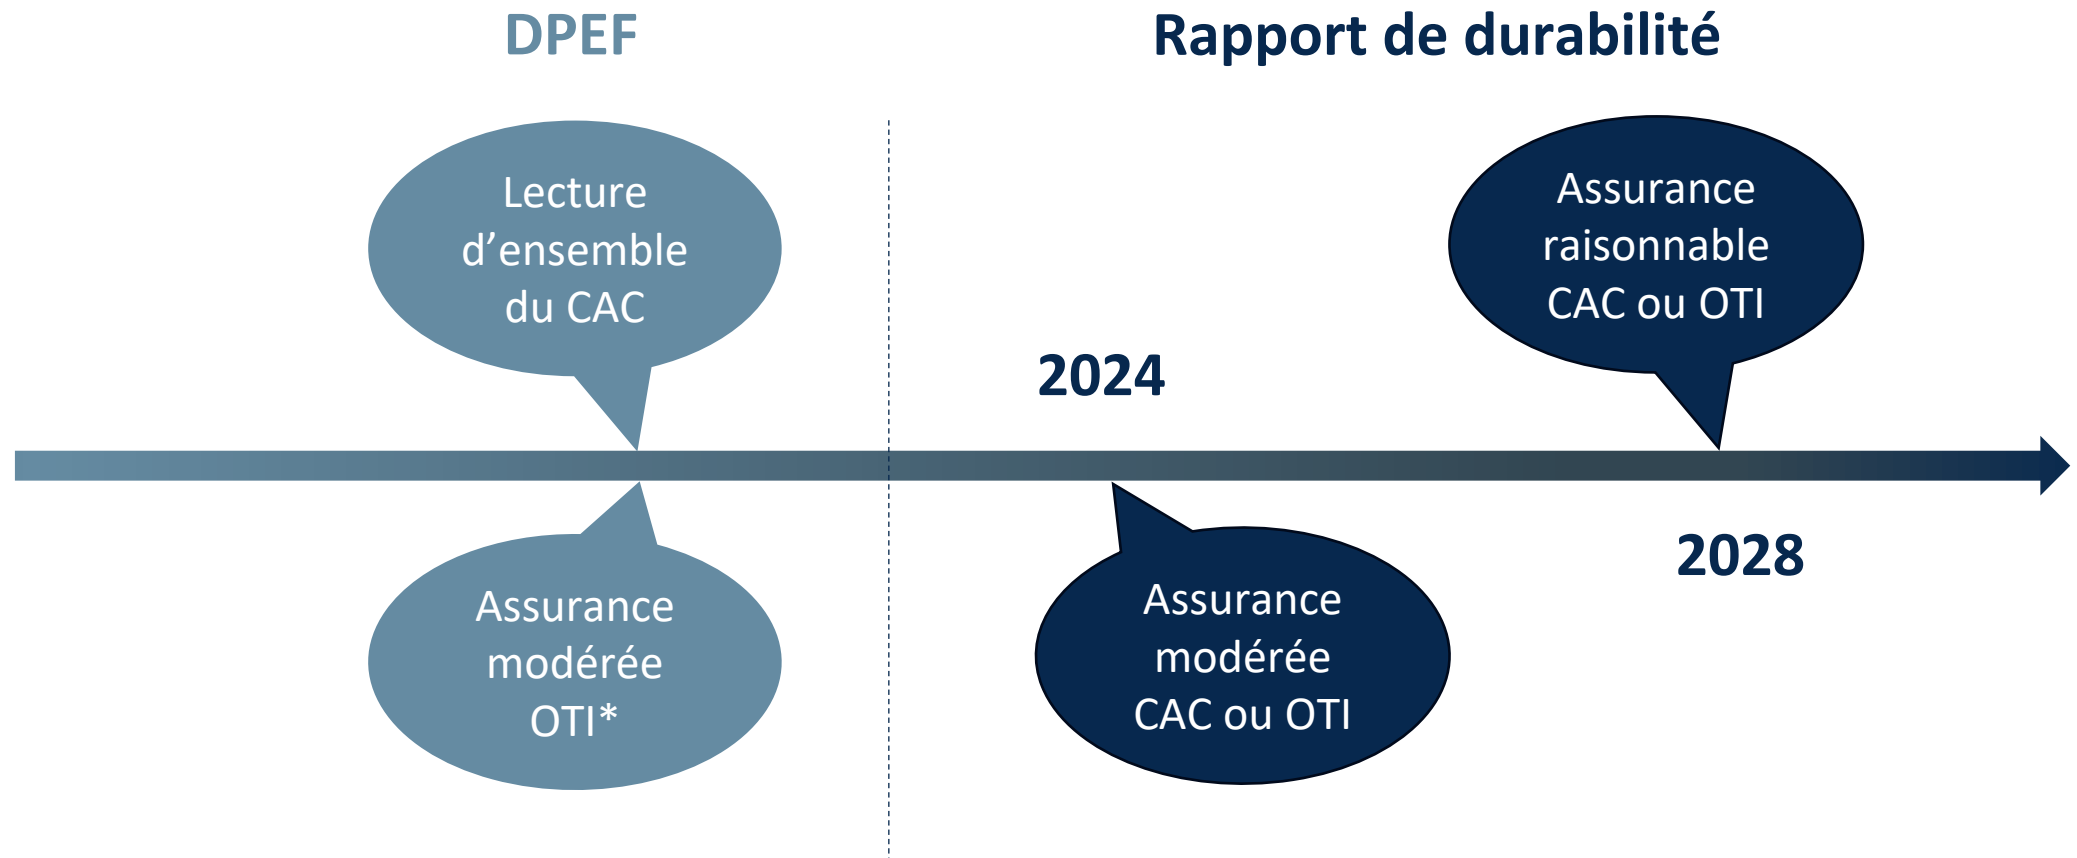 DPEF
Rapport de durabilité
Lecture
d’ensemble
du CAC
Assurance
raisonnable
CAC ou OTI
2024
2028
Assurance
modérée
OTI*
Assurance
modérée
CAC ou OTI